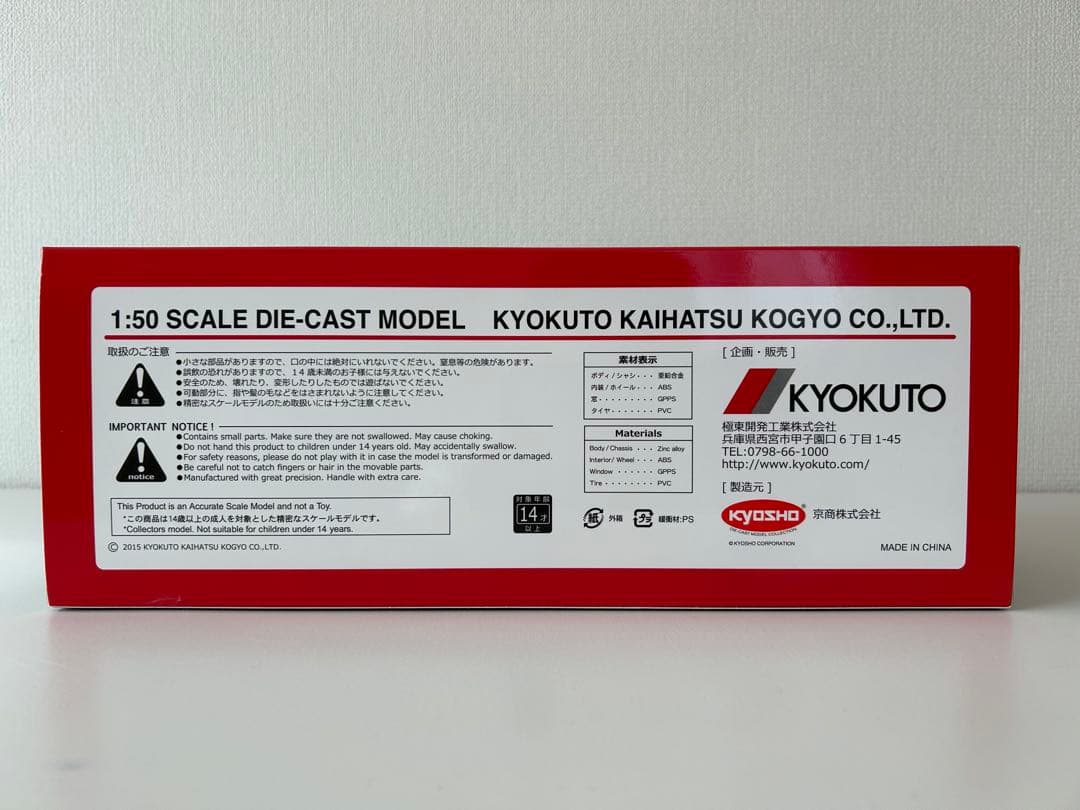 1:50 SCALE DIE-CAST MODEL KYOKUTO KAIHATSU KOGYO CO.,LTD.
取扱のご注意
注意
●小さな部品がありますので、口の中には絶対にいれないでください。窒息等の危険があります。
●誤飲の恐れがありますので、14歳未満のお子様には与えないでください。
●安全のため、壊れたり、変形したりしたものでは遊ばないでください。
●可動部分に、指や髪の毛などをはさまれないように注意してください。
●精密なスケールモデルのため取扱いには十分ご注意ください。
IMPORTANT NOTICE!
notice
●Contains small parts. Make sure they are not swallowed. May cause choking.
●Do not hand this product to children under 14 years old. May accidentally swallow.
●For safety reasons, please do not play with it in case the model is transformed or damaged.
●Be careful not to catch fingers or hair in the movable parts.
●Manufactured with great precision. Handle with extra care.
This Product is an Accurate Scale Model and not a Toy.
*この商品は14歳以上の成人を対象とした精密なスケールモデルです。
*Collectors model. Not suitable for children under 14 years.
© 2015 KYOKUTO KAIHATSU KOGYO CO.,LTD.
対象年齢
14才
以上
素材表示
ボディ/シャシ・・・亜鉛合金
内装/ホイール・・・ABS
窓・・・・・・・・・GPPS
タイヤ・・・・・・・PVC
Materials
Body/Chassis・・・Zinc alloy
Interior/Wheel・・・ABS
Window・・・・・・GPPS
Tire・・・・・・・・PVC
紙 外箱
プラ 緩衝材:PS
[企画・販売]
KYOKUTO
極東開発工業株式会社
兵庫県西宮市甲子園口6丁目1-45
TEL:0798-66-1000
http://www.kyokuto.com/
[製造元]
KYOSHO® 京商株式会社
DIE-CAST MODEL COLLECTION
©KYOSHO CORPORATION
MADE IN CHINA